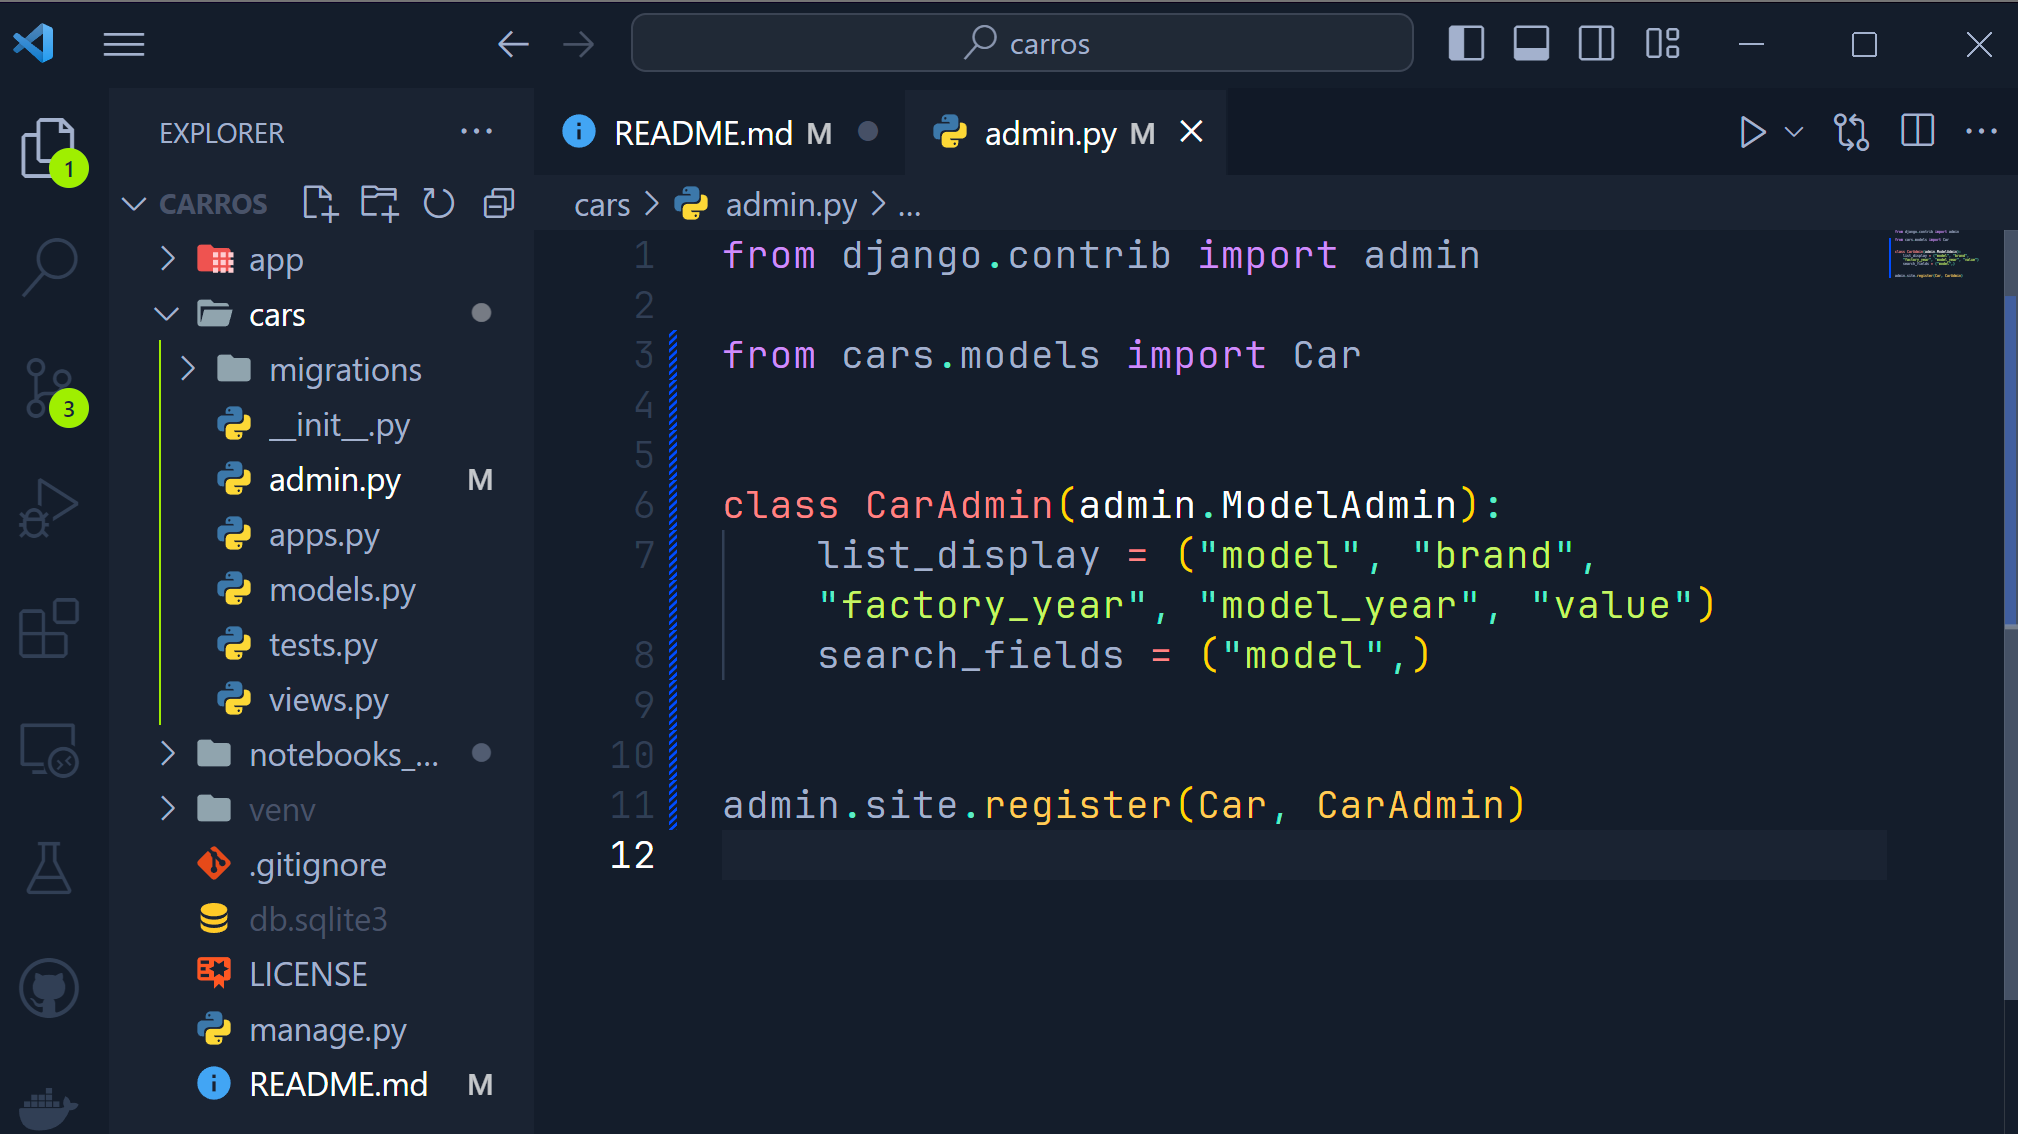 carros
EXPLORER
README.md M
admin.py M
CARROS
cars > admin.py > ...
app
cars
migrations
__init__.py
admin.py M
apps.py
models.py
tests.py
views.py
notebooks_...
venv
.gitignore
db.sqlite3
LICENSE
manage.py
README.md M
1
3
1 from django.contrib import admin
2
3 from cars.models import Car
4
5
6 class CarAdmin(admin.ModelAdmin):
7 list_display = ("model", "brand",
"factory_year", "model_year", "value")
8 search_fields = ("model",)
9
10
11 admin.site.register(Car, CarAdmin)
12